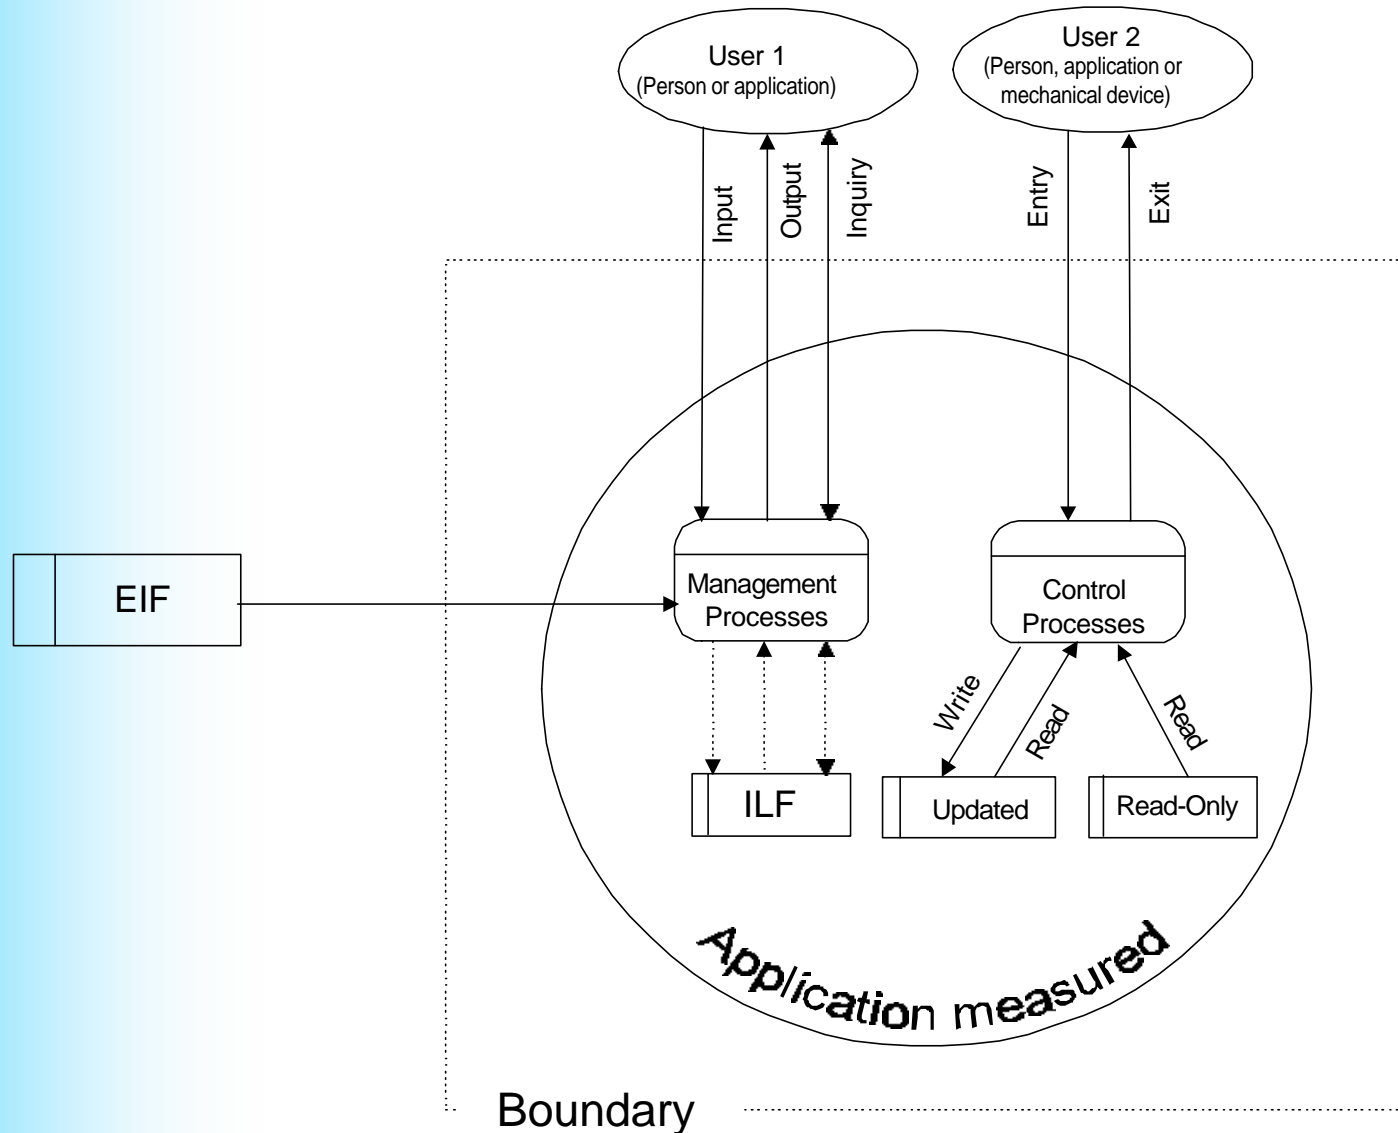 User 1
(Person or application)
User 2
(Person, application or
mechanical device)
Input
Output
Inquiry
Entry
Exit
EIF
Management
Processes
Control
Processes
Write
Read
Read
ILF
Updated
Read-Only
Application measured
Boundary